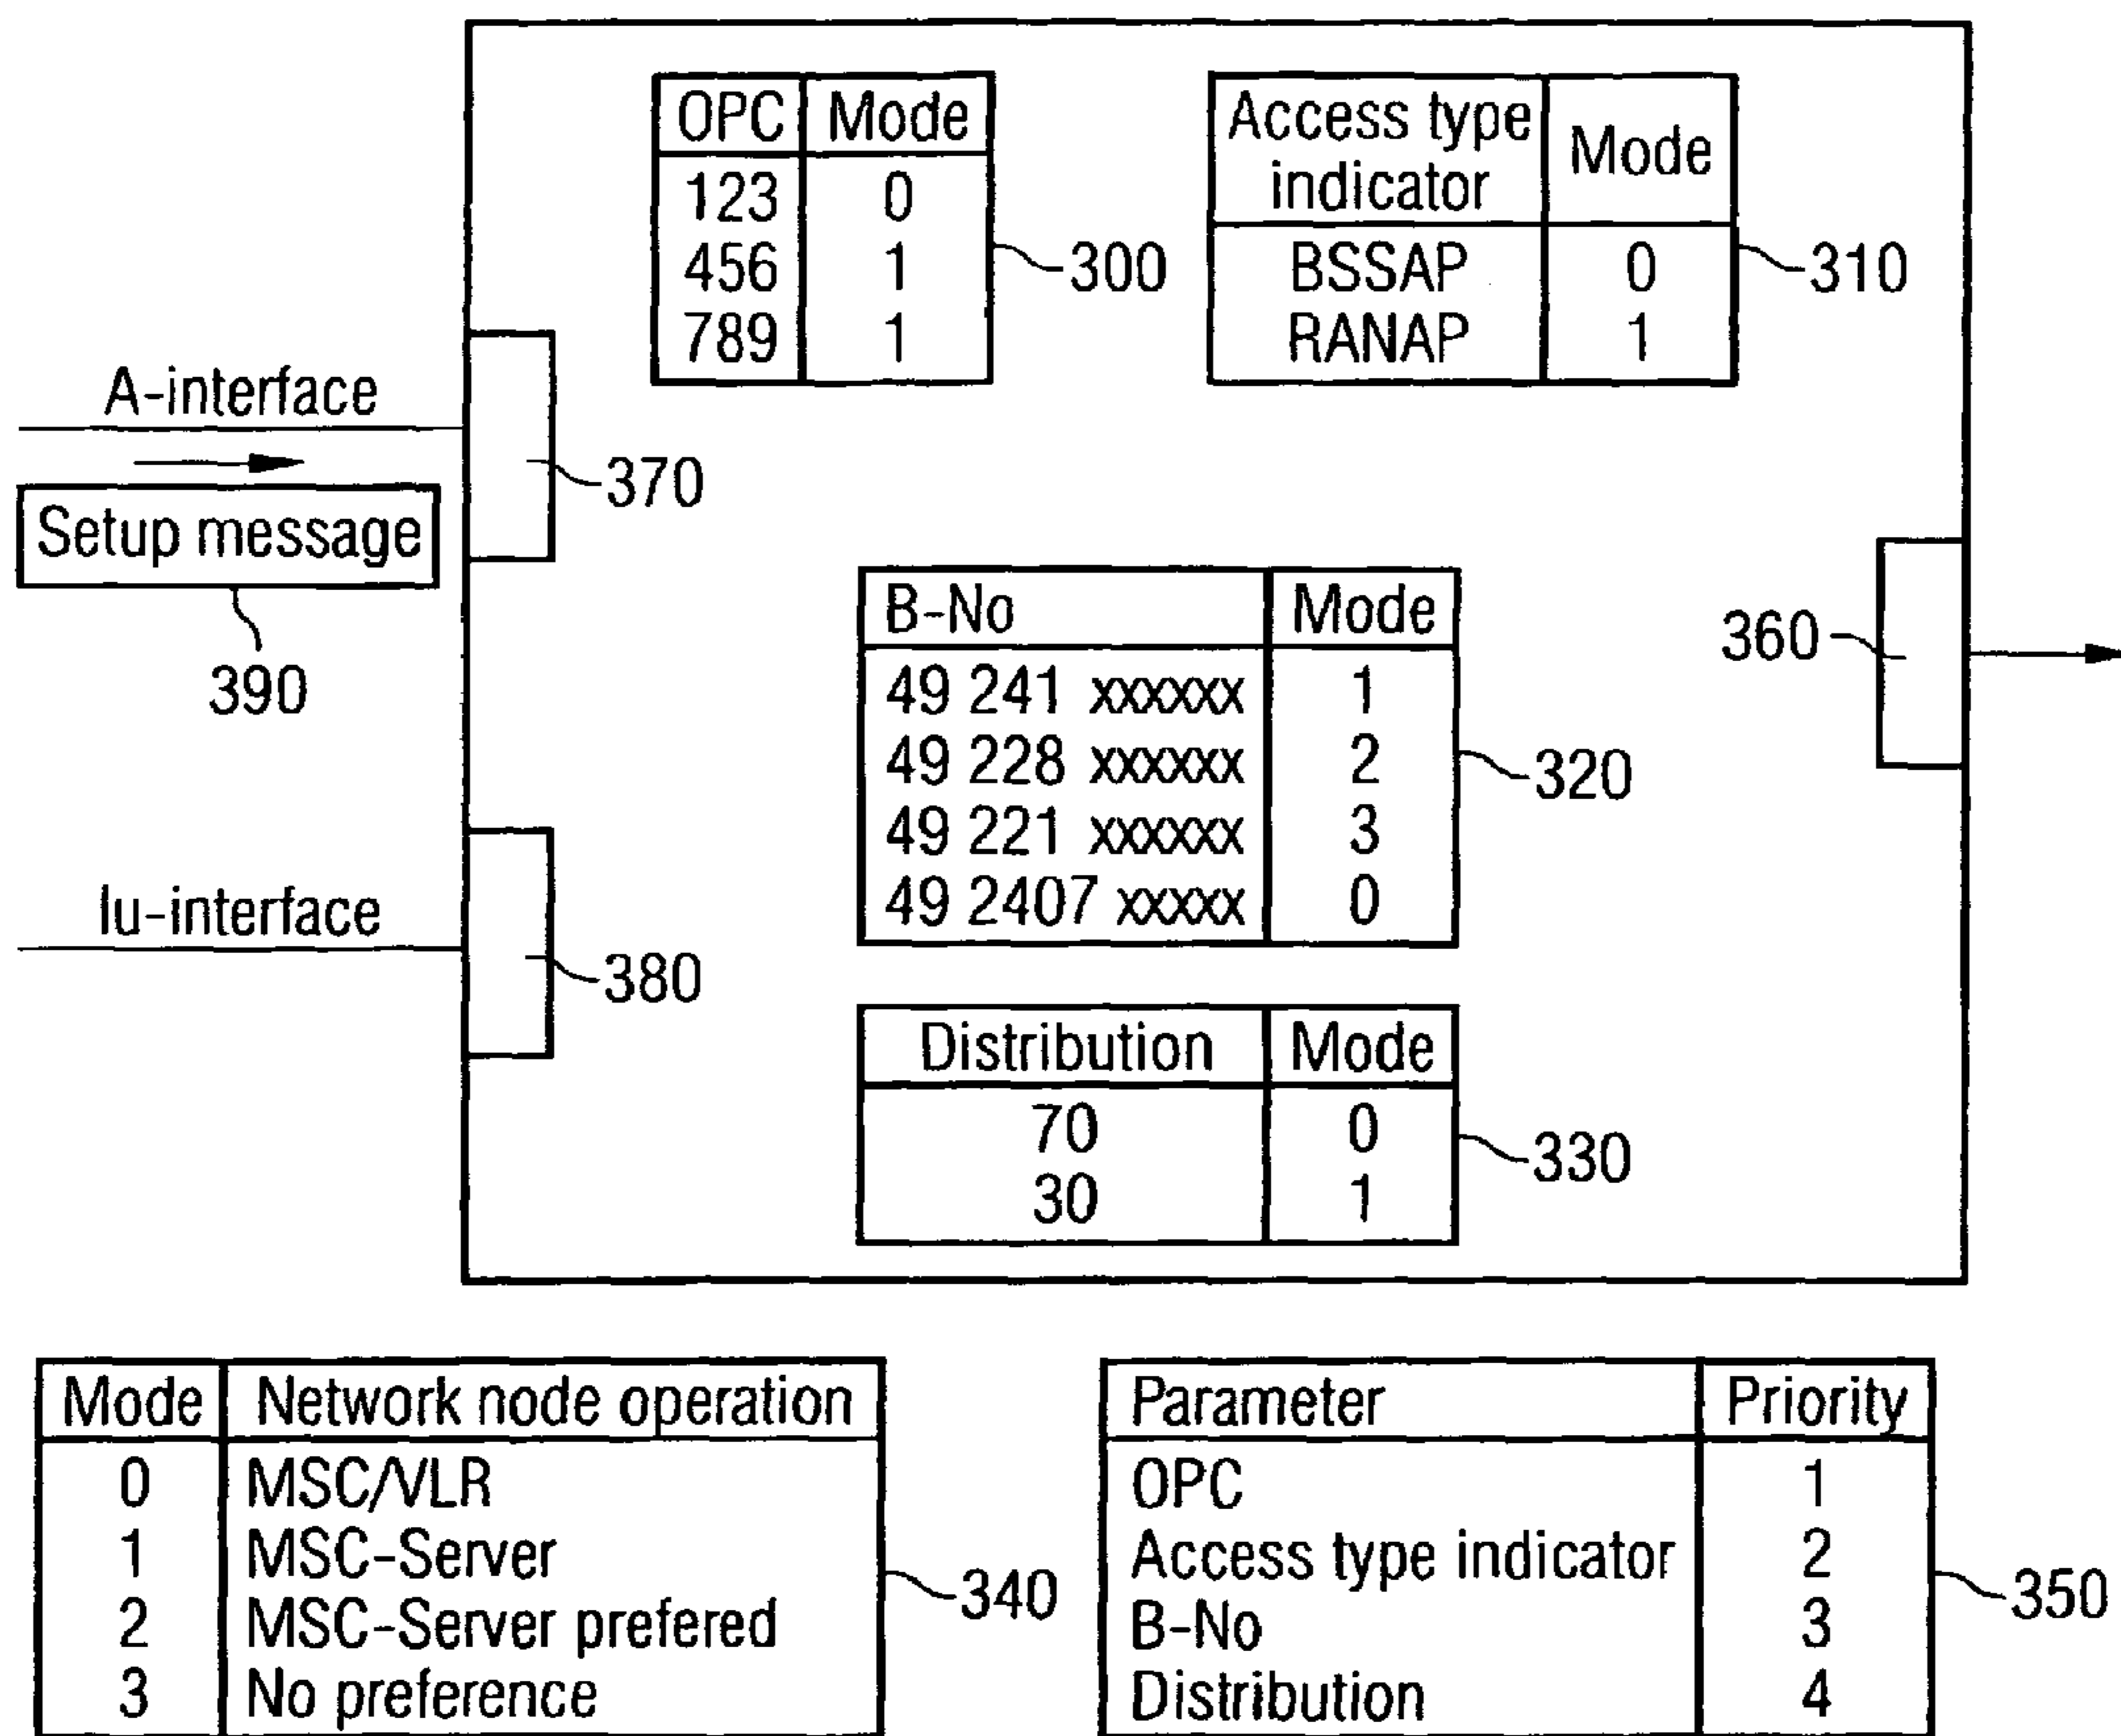 OPC Mode
123 0
456 1
789 1
300
Access type indicator Mode
BSSAP 0
RANAP 1
310
A-interface
370
Setup message
390
B-No Mode
49 241 xxxxxx 1
49 228 xxxxxx 2
49 221 xxxxxx 3
49 2407 xxxxx 0
320
360
Iu-interface
380
Distribution Mode
70 0
30 1
330
Mode Network node operation
0 MSC/VLR
1 MSC-Server
2 MSC-Server prefered
3 No preference
340
Parameter Priority
OPC 1
Access type indicator 2
B-No 3
Distribution 4
350